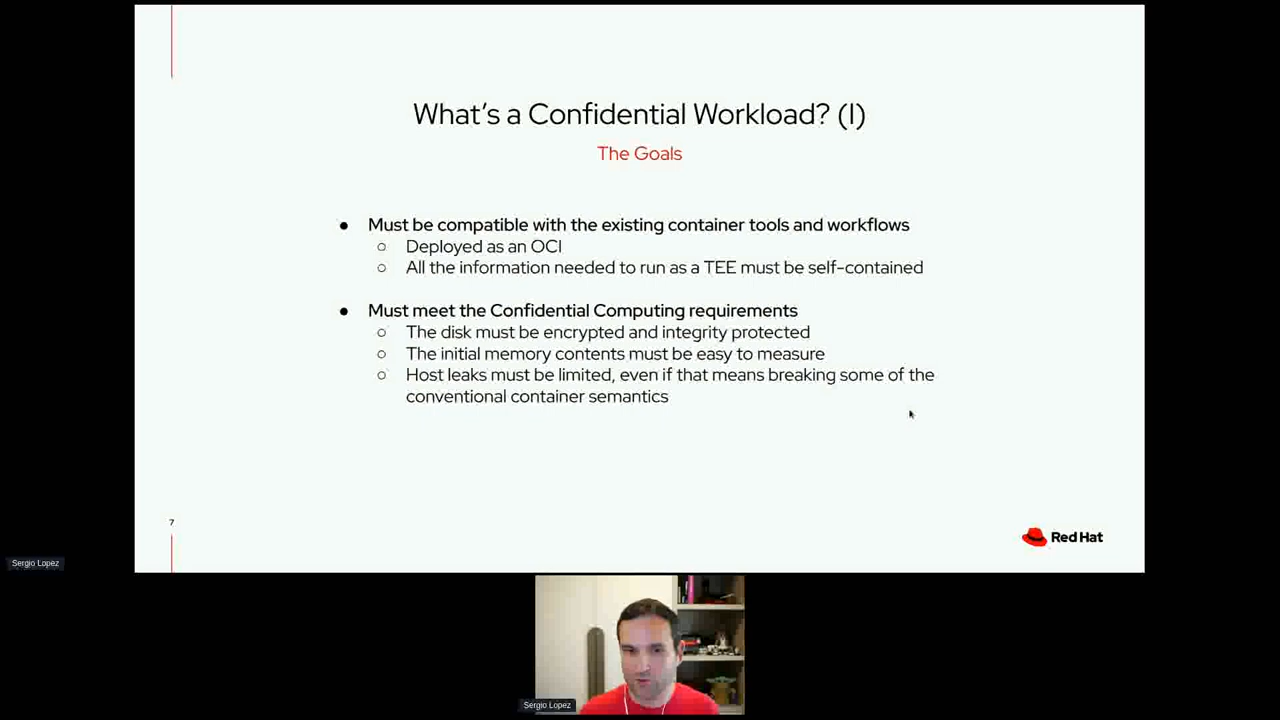 What's a Confidential Workload? (I)
The Goals
● Must be compatible with the existing container tools and workflows
○ Deployed as an OCI
○ All the information needed to run as a TEE must be self-contained
● Must meet the Confidential Computing requirements
○ The disk must be encrypted and integrity protected
○ The initial memory contents must be easy to measure
○ Host leaks must be limited, even if that means breaking some of the
conventional container semantics
7
Red Hat
Sergio Lopez
Sergio Lopez